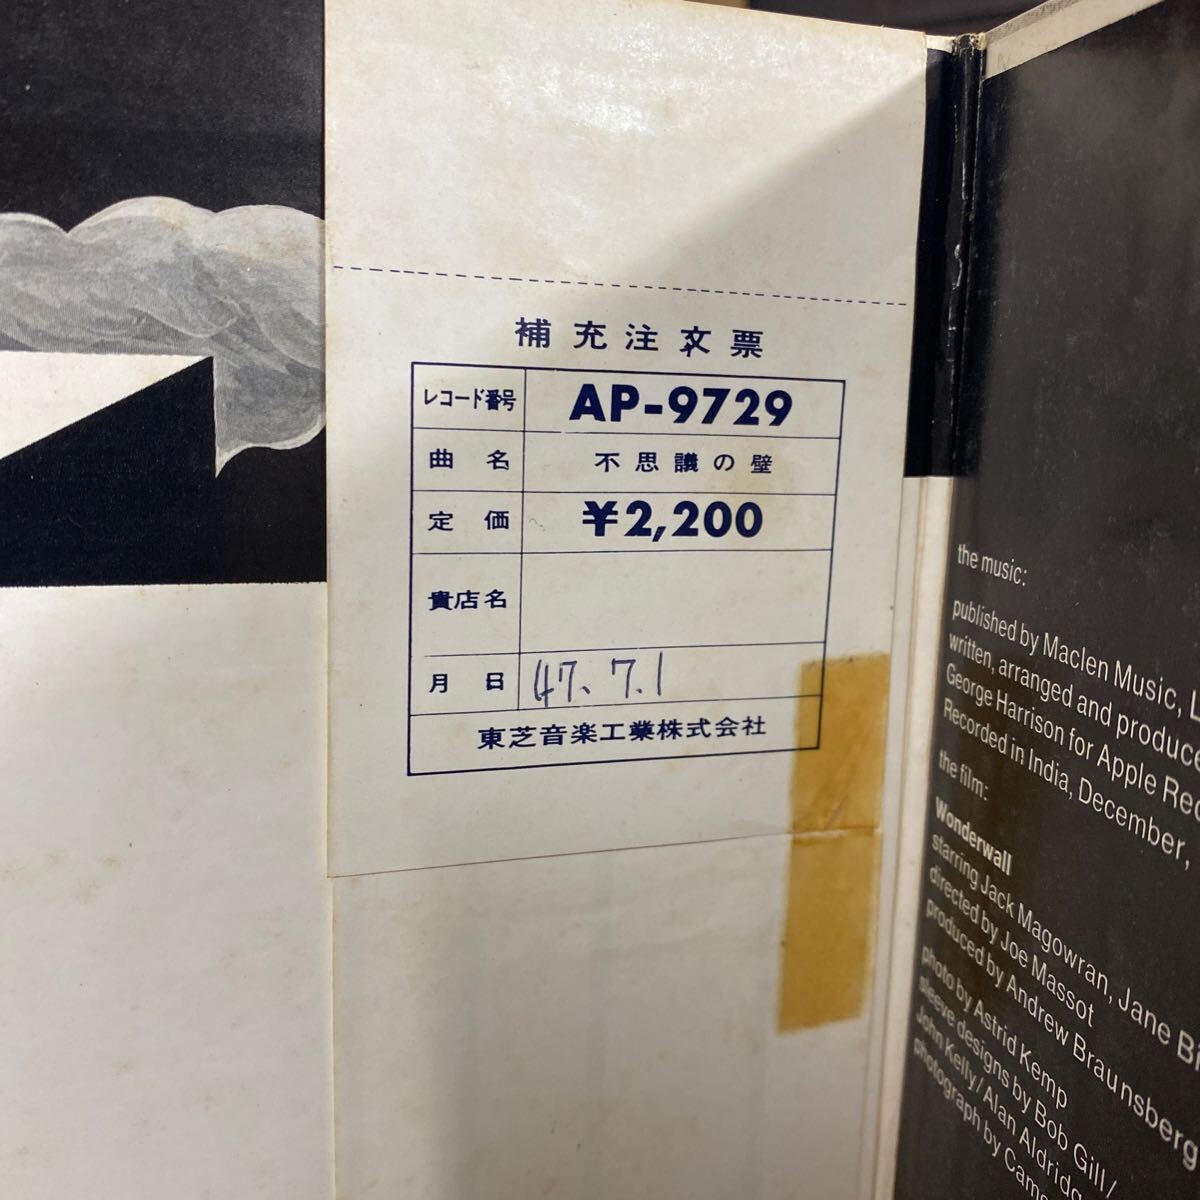 補充注文票
レコード番号 AP-9729
曲名 不思議の壁
定価 ¥2,200
貴店名
月日 47.7.1
東芝音楽工業株式会社
the music:
published by Maclen Music,
written, arranged and produce
George Harrison for Apple Rec
Recorded in India, December,
the film:
Wonderwall
starring Jack Magowran, Jane Bi
directed by Joe Massot
produced by Andrew Braunsberg
photo by Astrid Kemp
sleeve designs by Bob Gill/
John Kelly/Alan Aldridg
photograph by Came